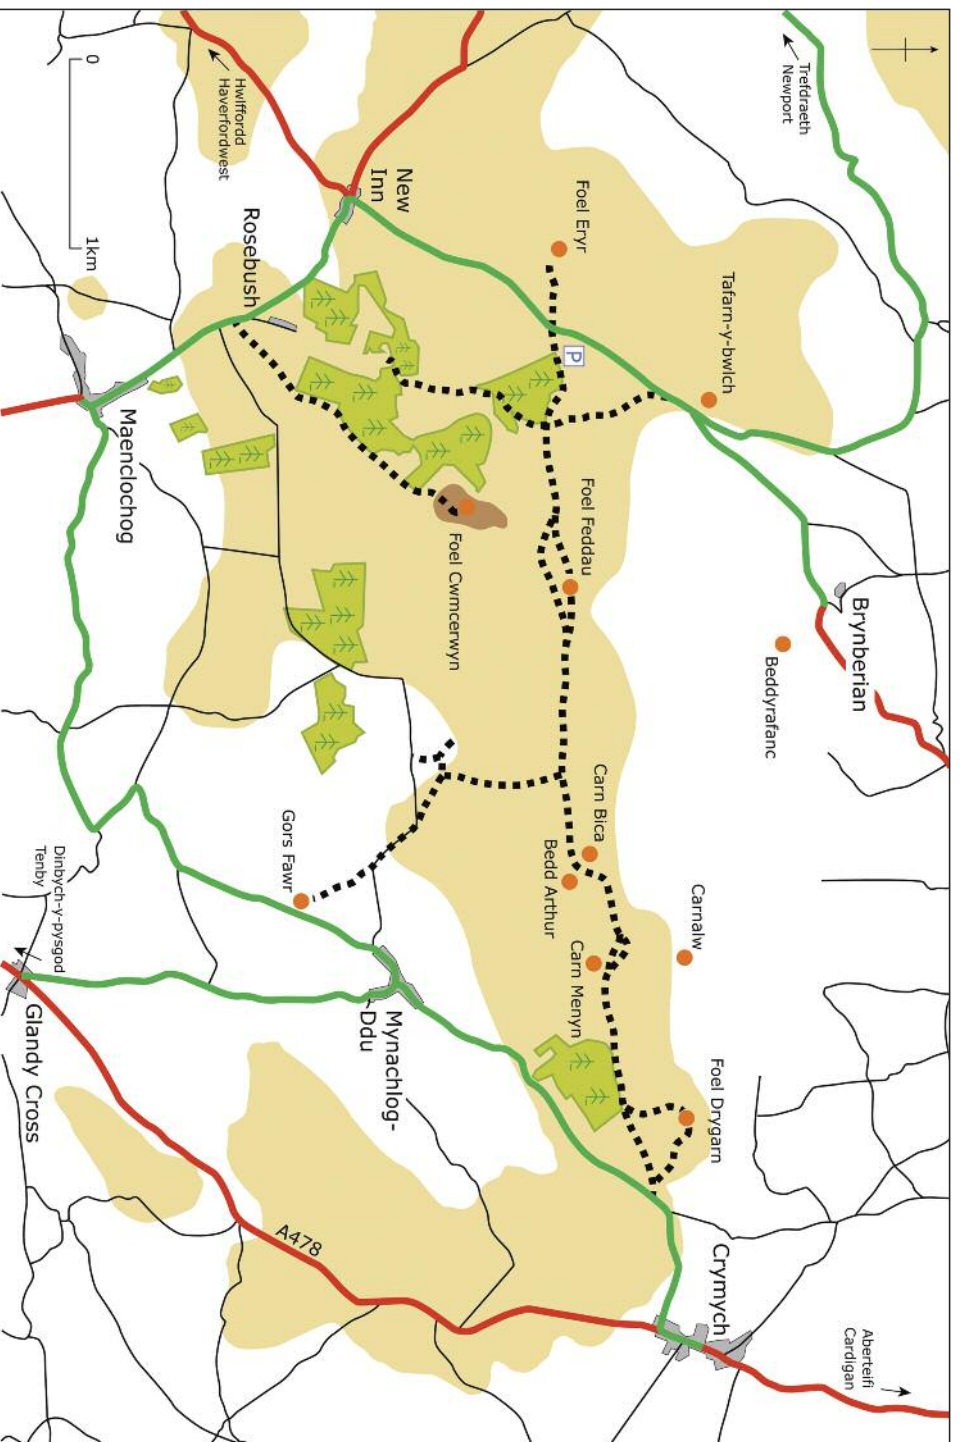 Trefdraeth
Newport
Tafarn-y-bwlch
Brynberian
Beddyrafanc
Aberteifi
Cardigan
Foel Eryr
P
Foel Feddau
Carn Bica
Bedd Arthur
Carnalw
Carn Menyn
Foel Drygarn
Crymych
New
Inn
Foel Cwmcerwyn
Rosebush
Hwlffordd
Haverfordwest
Gors Fawr
Mynachlog-
Ddu
A478
Maenclochog
0
1km
Dinbych-y-pysgod
Tenby
Glandy Cross